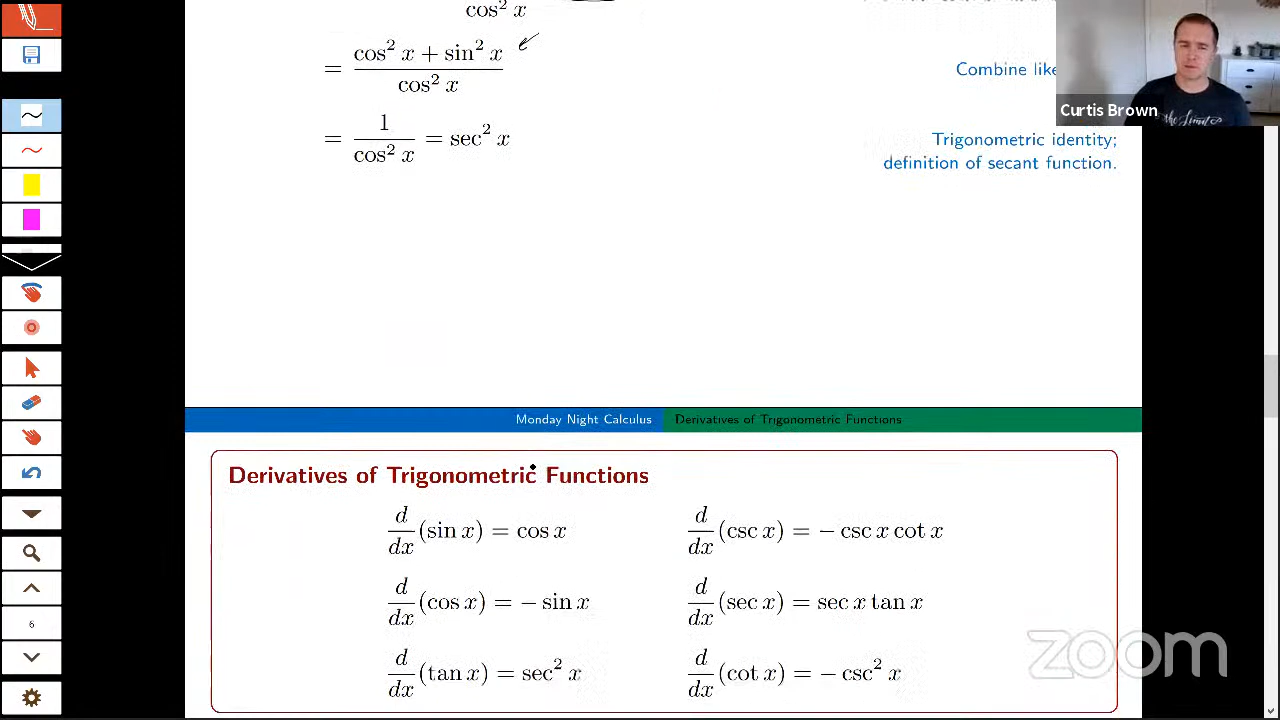 cos² x
= cos² x + sin² x / cos² x
Combine like
Curtis Brown
= 1 / cos² x = sec² x
Trigonometric identity;
definition of secant function.
Monday Night Calculus
Derivatives of Trigonometric Functions
Derivatives of Trigonometric Functions
d/dx (sin x) = cos x
d/dx (csc x) = − csc x cot x
d/dx (cos x) = − sin x
d/dx (sec x) = sec x tan x
d/dx (tan x) = sec² x
d/dx (cot x) = − csc² x
6
zoom